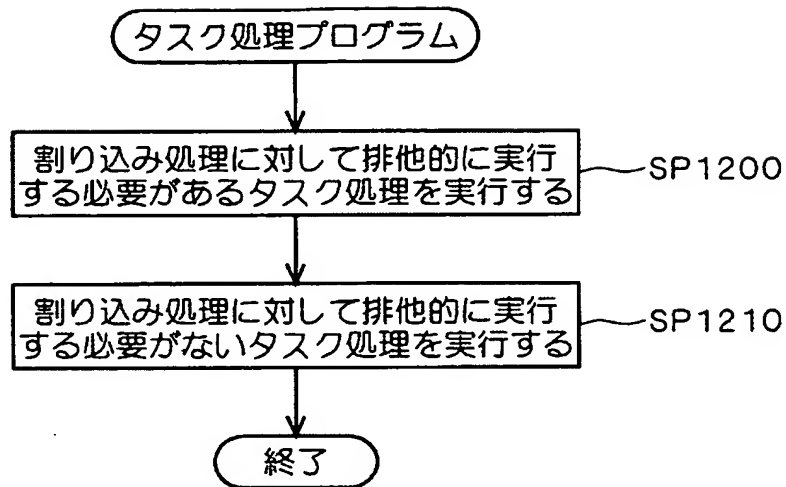 タスク処理プログラム
割り込み処理に対して排他的に実行
する必要があるタスク処理を実行する
SP1200
割り込み処理に対して排他的に実行
する必要がないタスク処理を実行する
SP1210
終了